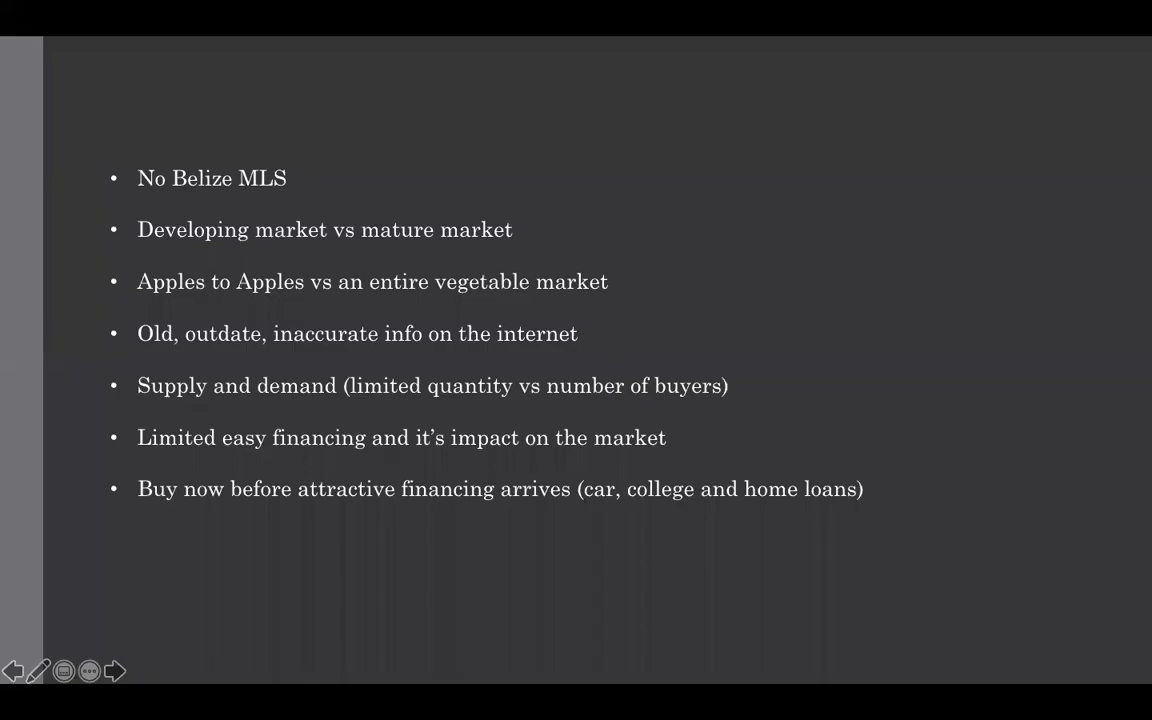 • No Belize MLS
• Developing market vs mature market
• Apples to Apples vs an entire vegetable market
• Old, outdate, inaccurate info on the internet
• Supply and demand (limited quantity vs number of buyers)
• Limited easy financing and it’s impact on the market
• Buy now before attractive financing arrives (car, college and home loans)